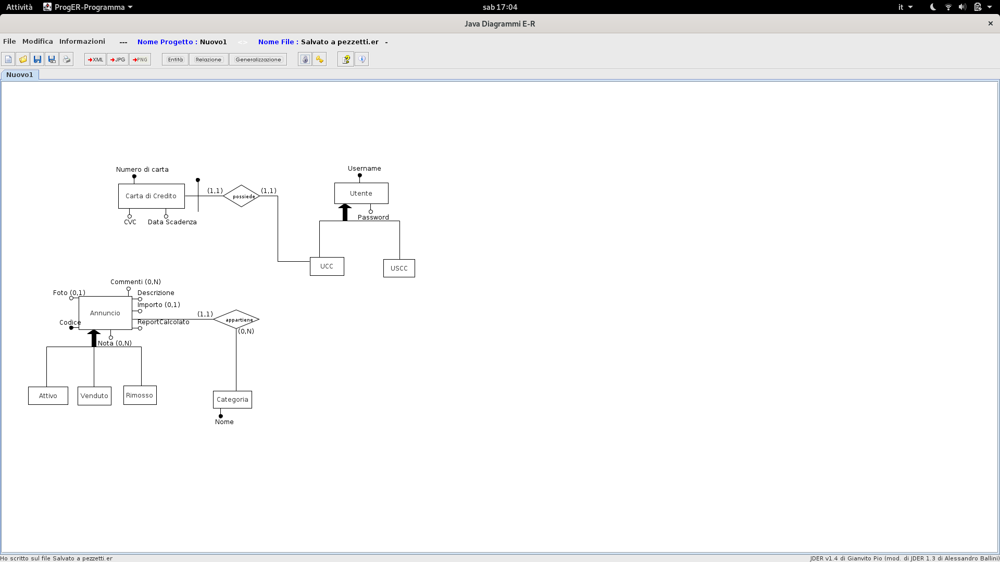 Attività ProgER-Programma sab 17:04 it
Java Diagrammi E-R
File Modifica Informazioni --- Nome Progetto : Nuovo1 <> Nome File : Salvato a pezzetti.er -
XML JPG PNG Entità Relazione Generalizzazione
Nuovo1
Numero di carta
Carta di Credito
CVC Data Scadenza
(1,1) possiede (1,1)
Username
Utente
Password
UCC USCC
Commenti (0,N)
Foto (0,1) Descrizione
Importo (0,1)
Annuncio
Codice ReportCalcolato
Nota (0,N)
(1,1) appartiene
(0,N)
Attivo Venduto Rimosso
Categoria
Nome
Ho scritto sul file Salvato a pezzetti.er JDER v1.4 di Gianvito Pio (mod. di JDER 1.3 di Alessandro Ballini)